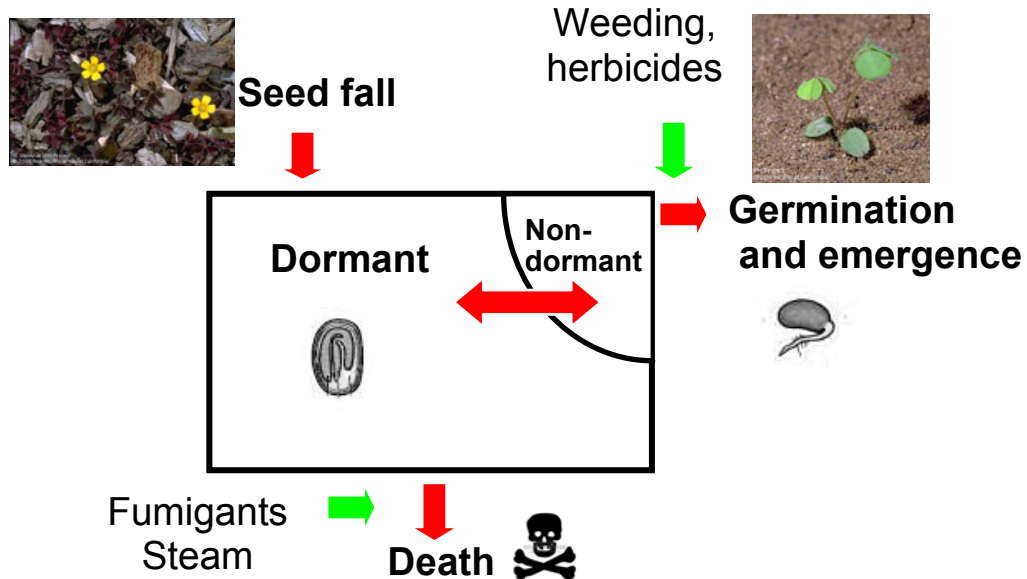 Weeding,
herbicides
Seed fall
Germination
and emergence
Dormant
Non-
dormant
Fumigants
Steam
Death